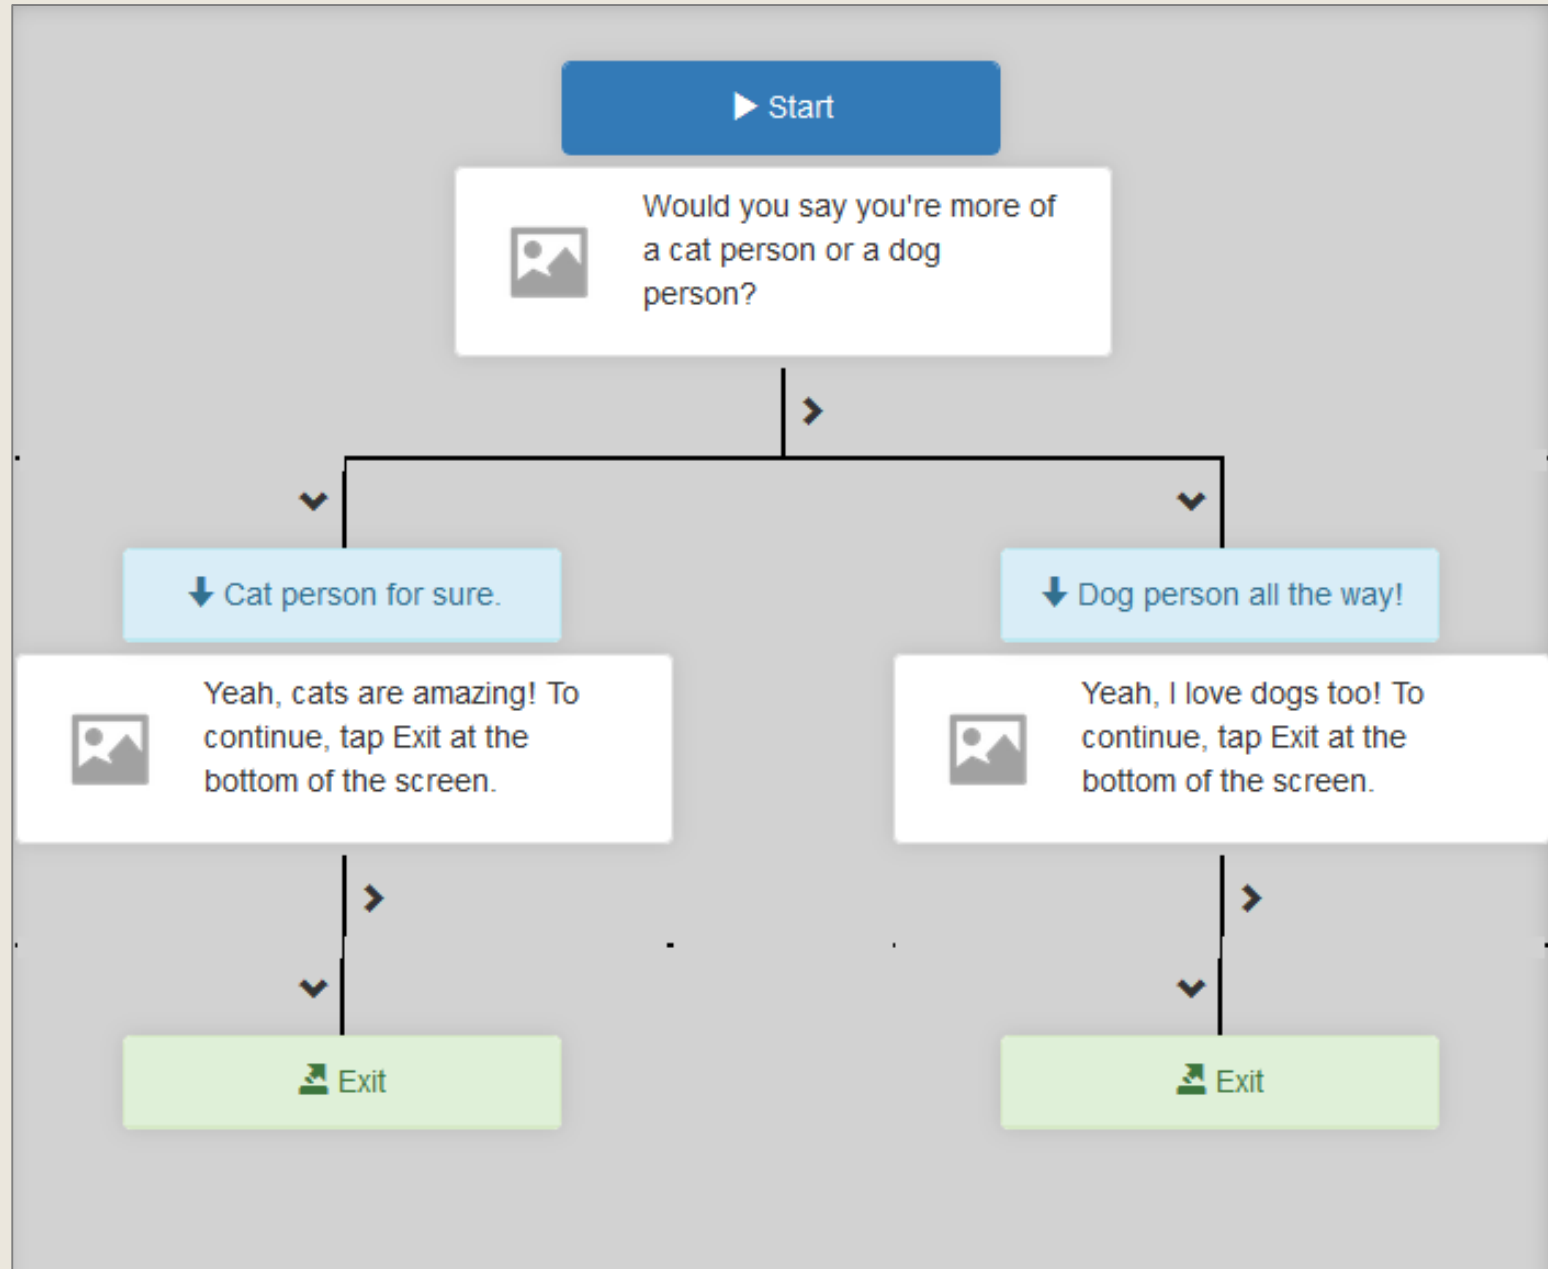 Start
Would you say you're more of
a cat person or a dog
person?
Cat person for sure.
Dog person all the way!
Yeah, cats are amazing! To
continue, tap Exit at the
bottom of the screen.
Yeah, I love dogs too! To
continue, tap Exit at the
bottom of the screen.
Exit
Exit